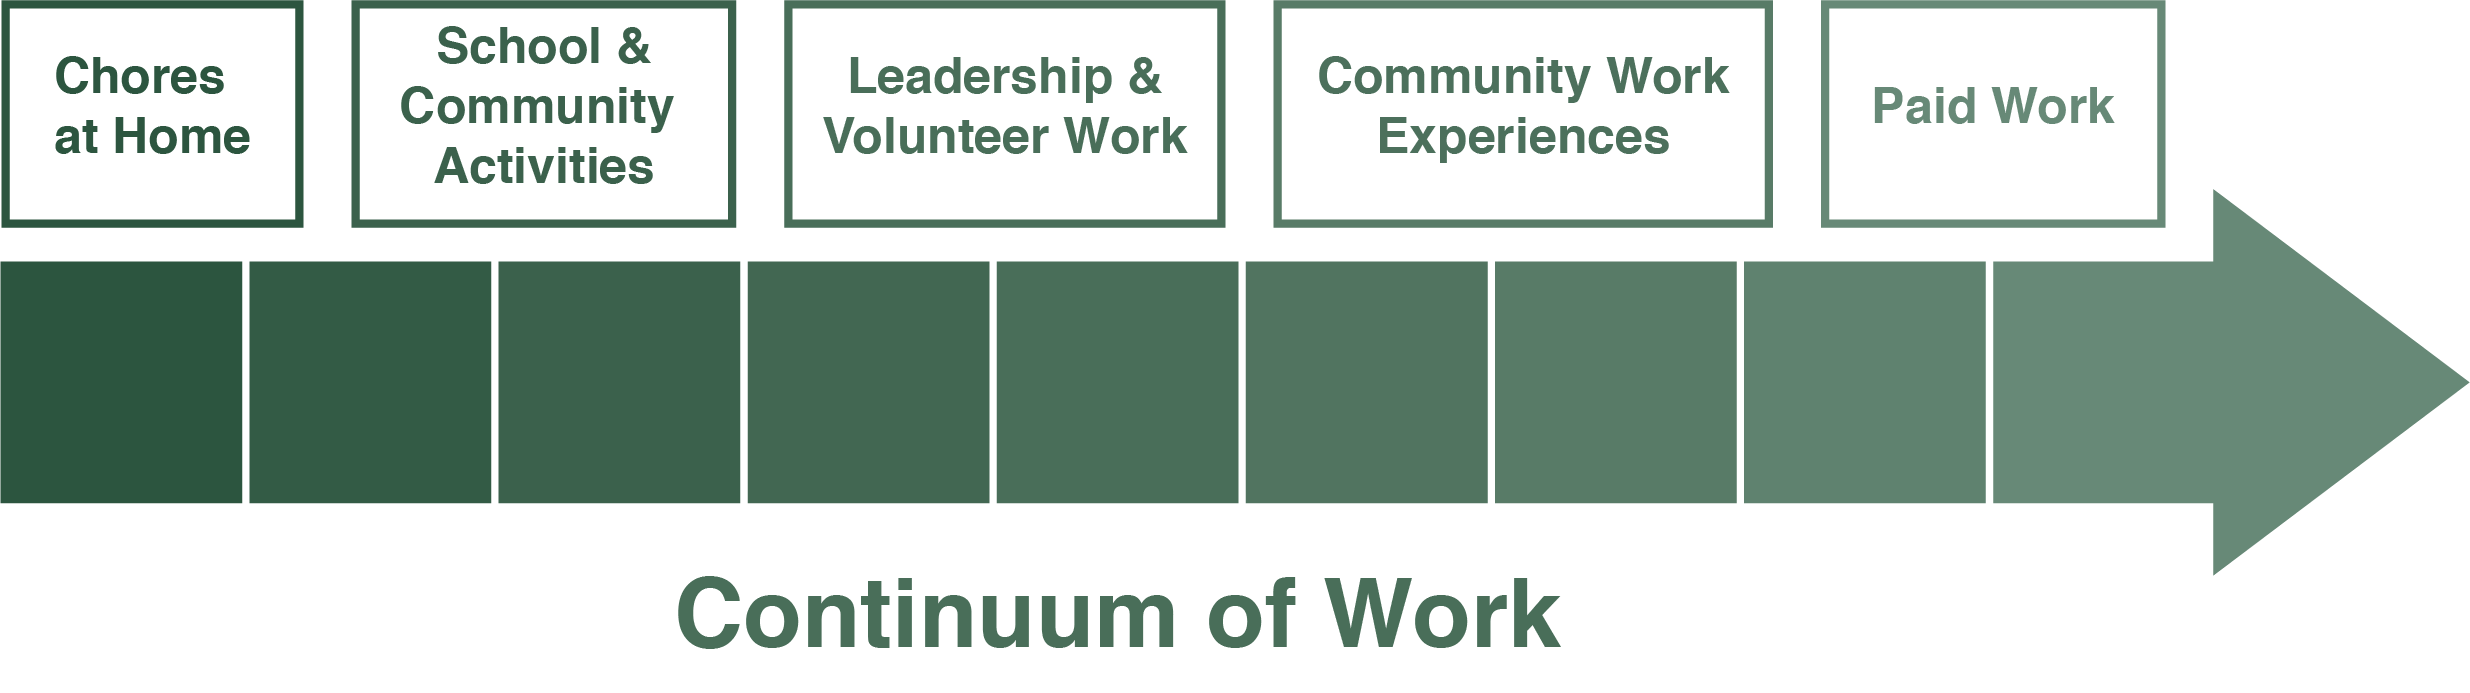 Chores
at Home
School &
Community
Activities
Leadership &
Volunteer Work
Community Work
Experiences
Paid Work
Continuum of Work